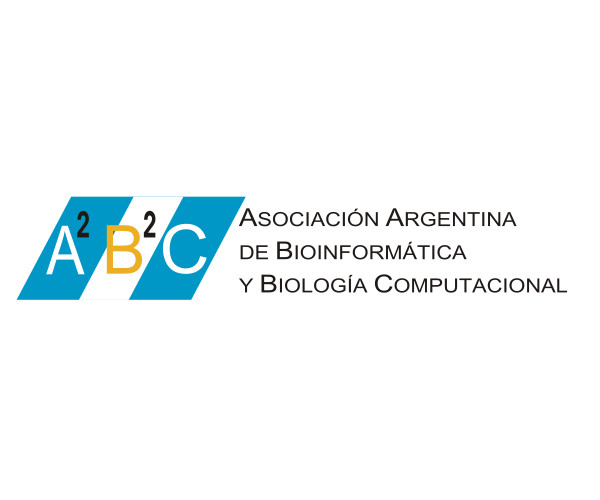 A²B²C
ASOCIACIÓN ARGENTINA
DE BIOINFORMÁTICA
Y BIOLOGÍA COMPUTACIONAL